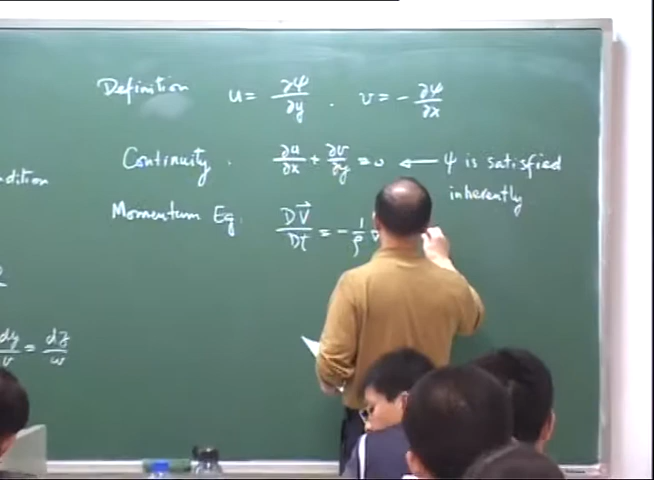 Definition u = ∂ψ/∂y . v = - ∂ψ/∂x
Continuity . ∂u/∂x + ∂v/∂y = 0 ← ψ is satisfied
inherently
dition
Momentum Eq. DV⃗/Dt = - 1/ρ
dy/v = dz/w